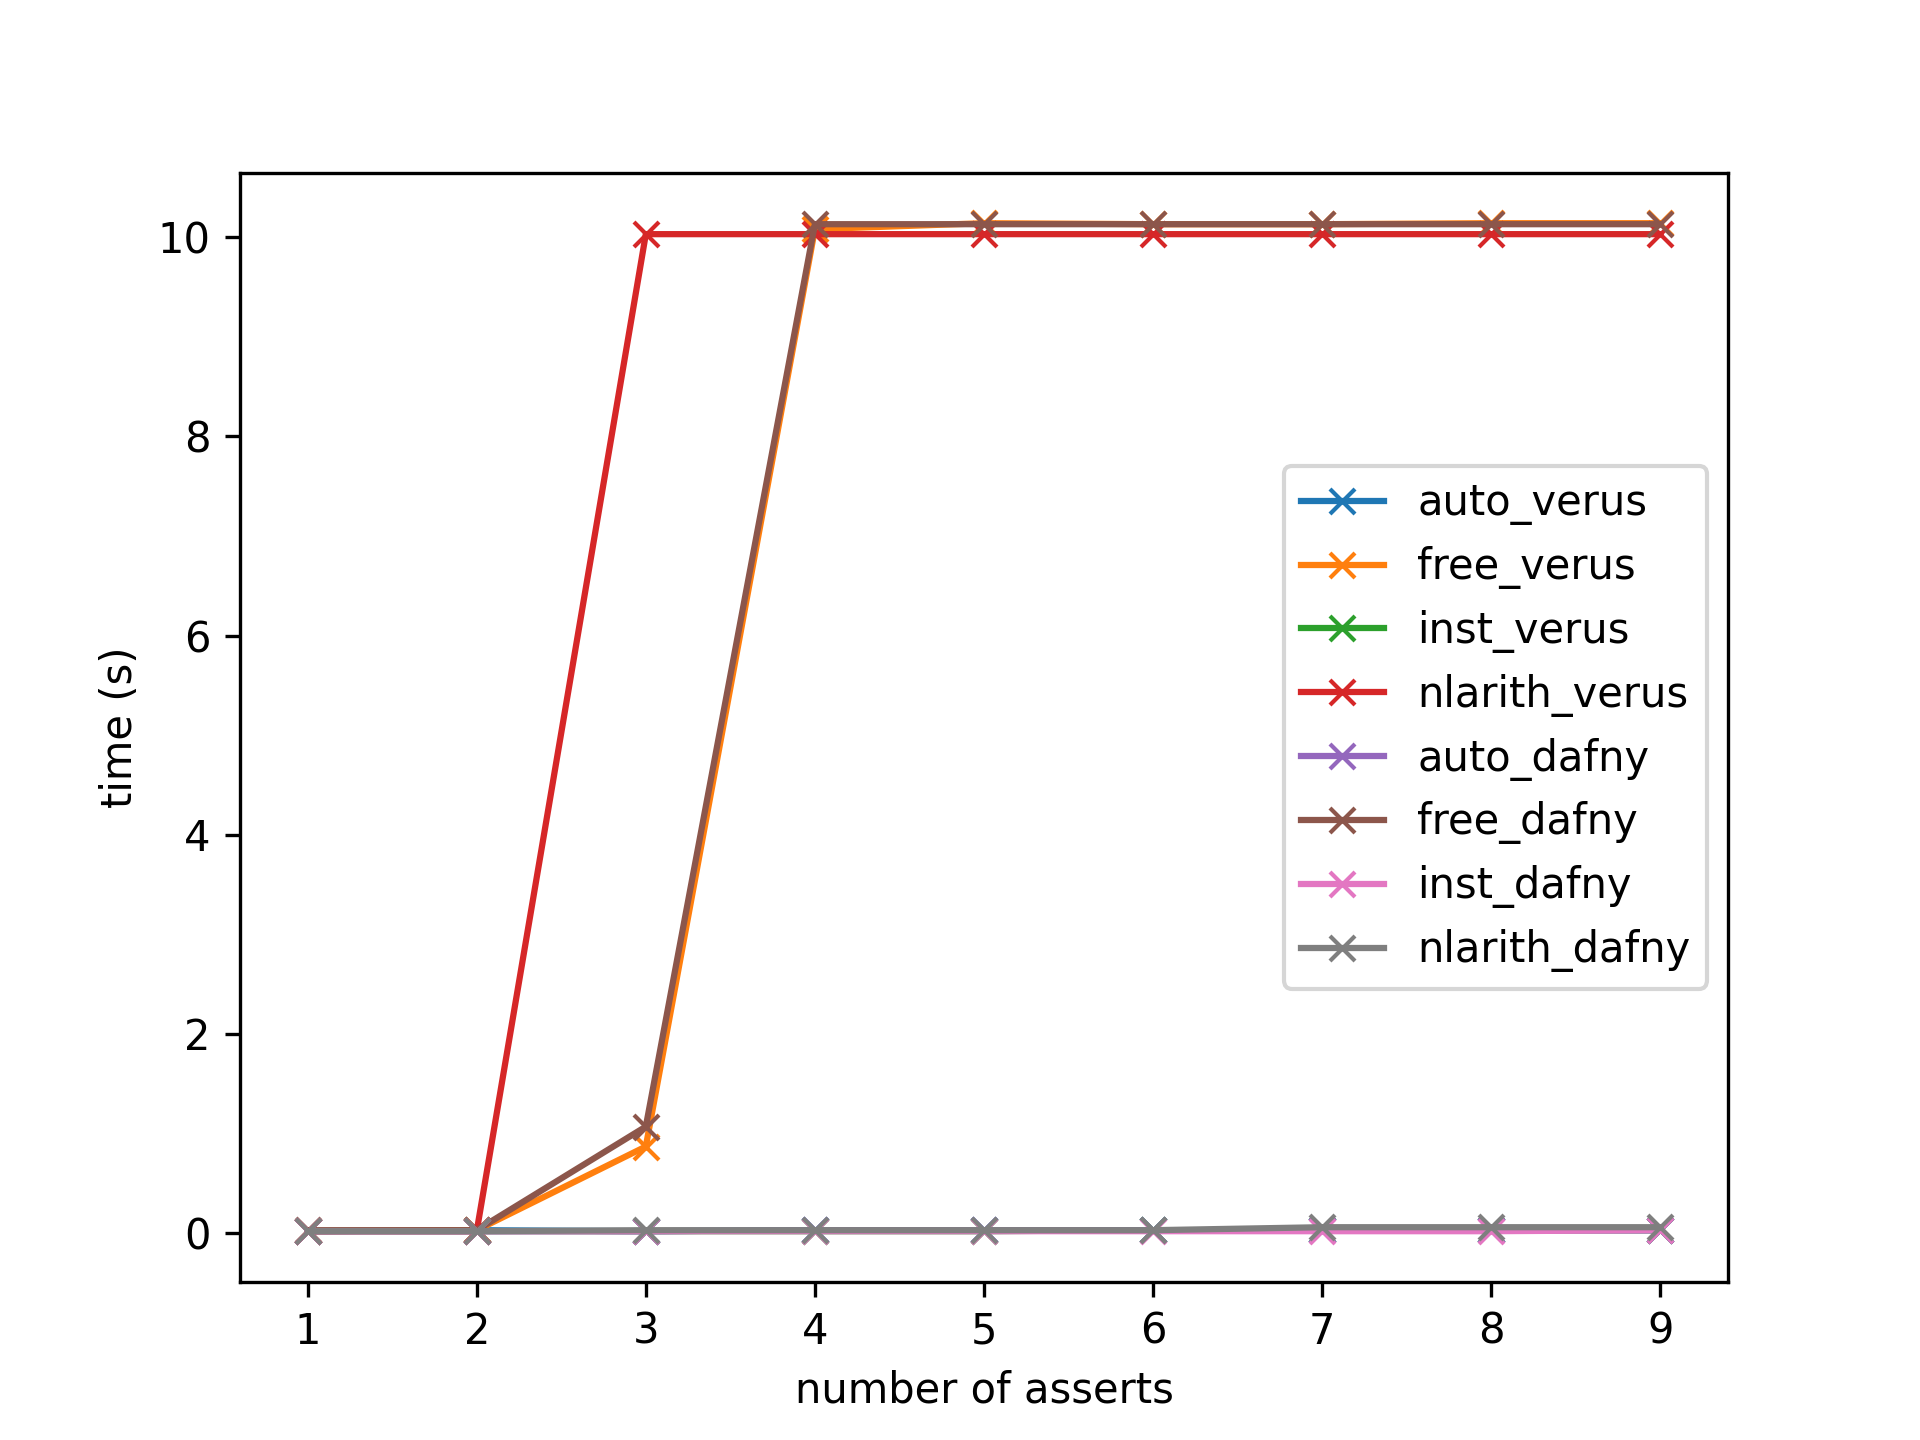 10
8
6
4
2
0
time (s)
auto_verus
free_verus
inst_verus
nlarith_verus
auto_dafny
free_dafny
inst_dafny
nlarith_dafny
1 2 3 4 5 6 7 8 9
number of asserts